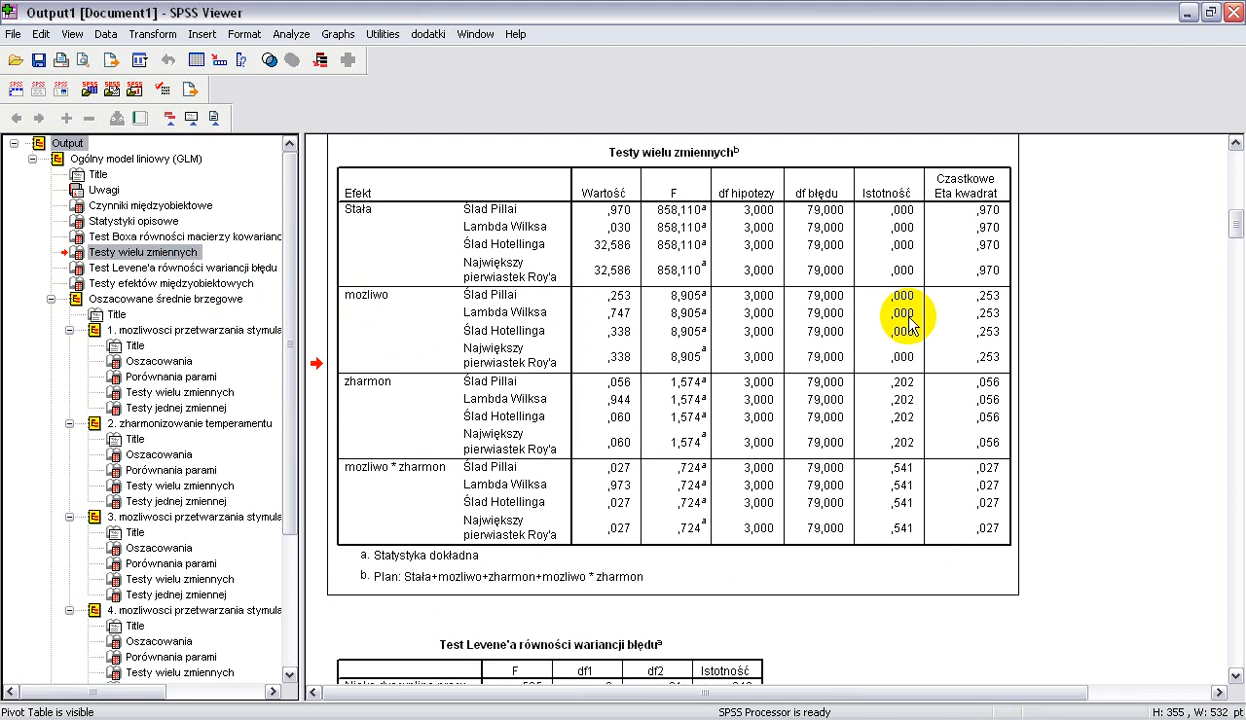 Output1 [Document1] - SPSS Viewer
File Edit View Data Transform Insert Format Analyze Graphs Utilities dodatki Window Help
Output
Ogólny model liniowy (GLM)
Title
Uwagi
Czynniki międzyobiektowe
Statystyki opisowe
Test Boxa równości macierzy kowarianc
Testy wielu zmiennych
Test Levene'a równości wariancji błędu
Testy efektów międzyobiektowych
Oszacowane średnie brzegowe
Title
1. mozliwosci przetwarzania stymula
Title
Oszacowania
Porównania parami
Testy wielu zmiennych
Testy jednej zmiennej
2. zharmonizowanie temperamentu
Title
Oszacowania
Porównania parami
Testy wielu zmiennych
Testy jednej zmiennej
3. mozliwosci przetwarzania stymula
Title
Oszacowania
Porównania parami
Testy wielu zmiennych
Testy jednej zmiennej
4. mozliwosci przetwarzania stymula
Title
Oszacowania
Porównania parami
Testy wielu zmiennych
Testy wielu zmiennych b
Efekt Wartość F df hipotezy df błędu Istotność Czastkowe Eta kwadrat
Stała Ślad Pillai ,970 858,110 a 3,000 79,000 ,000 ,970
Lambda Wilksa ,030 858,110 a 3,000 79,000 ,000 ,970
Ślad Hotellinga 32,586 858,110 a 3,000 79,000 ,000 ,970
Największy pierwiastek Roy'a 32,586 858,110 a 3,000 79,000 ,000 ,970
mozliwo Ślad Pillai ,253 8,905 a 3,000 79,000 ,000 ,253
Lambda Wilksa ,747 8,905 a 3,000 79,000 ,000 ,253
Ślad Hotellinga ,338 8,905 a 3,000 79,000 ,000 ,253
Największy pierwiastek Roy'a ,338 8,905 a 3,000 79,000 ,000 ,253
zharmon Ślad Pillai ,056 1,574 a 3,000 79,000 ,202 ,056
Lambda Wilksa ,944 1,574 a 3,000 79,000 ,202 ,056
Ślad Hotellinga ,060 1,574 a 3,000 79,000 ,202 ,056
Największy pierwiastek Roy'a ,060 1,574 a 3,000 79,000 ,202 ,056
mozliwo * zharmon Ślad Pillai ,027 ,724 a 3,000 79,000 ,541 ,027
Lambda Wilksa ,973 ,724 a 3,000 79,000 ,541 ,027
Ślad Hotellinga ,027 ,724 a 3,000 79,000 ,541 ,027
Największy pierwiastek Roy'a ,027 ,724 a 3,000 79,000 ,541 ,027
a. Statystyka dokładna
b. Plan: Stała+mozliwo+zharmon+mozliwo * zharmon
Test Levene'a równości wariancji błędu a
F df1 df2 Istotność
Pivot Table is visible SPSS Processor is ready H: 355 , W: 532 pt